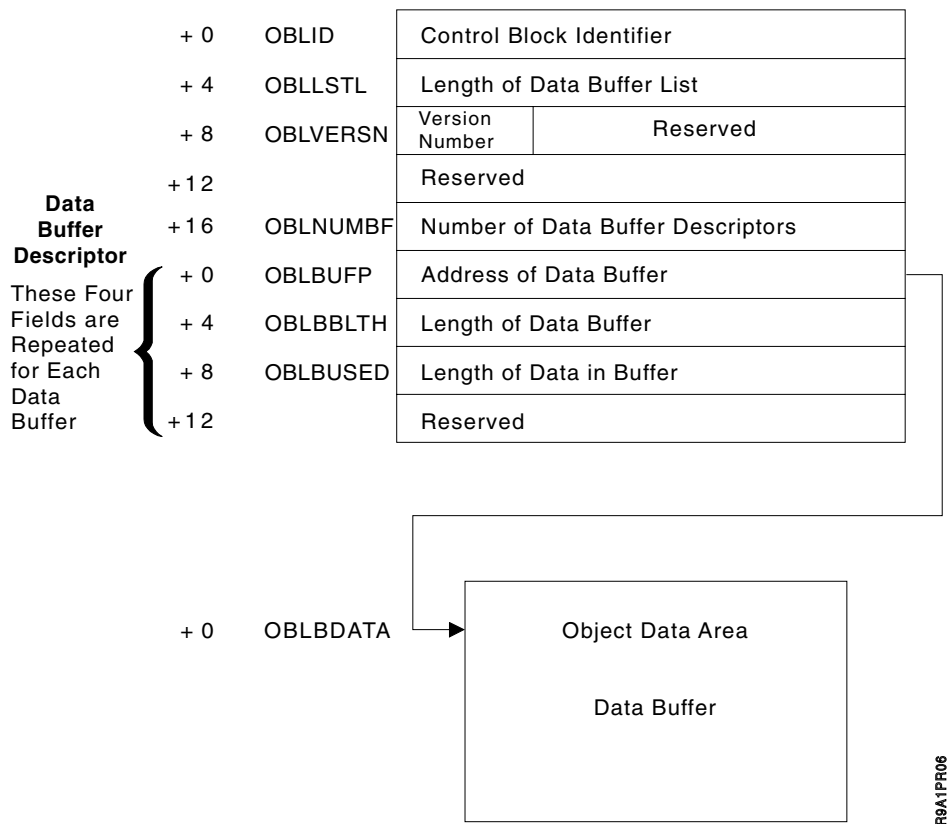 + 0 OBLID Control Block Identifier
+ 4 OBLLSTL Length of Data Buffer List
+ 8 OBLVERSN Version Number Reserved
+12 Reserved
+16 OBLNUMBF Number of Data Buffer Descriptors
Data
Buffer
Descriptor
These Four
Fields are
Repeated
for Each
Data
Buffer
+ 0 OBLBUFP Address of Data Buffer
+ 4 OBLBBLTH Length of Data Buffer
+ 8 OBLBUSED Length of Data in Buffer
+12 Reserved
+ 0 OBLBDATA Object Data Area
Data Buffer
R9A1PR06